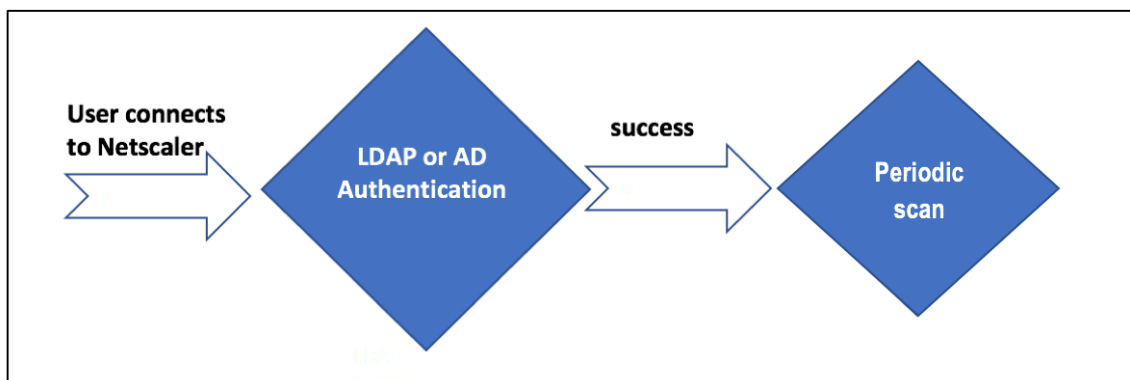 User connects
to Netscaler
LDAP or AD
Authentication
success
Periodic
scan